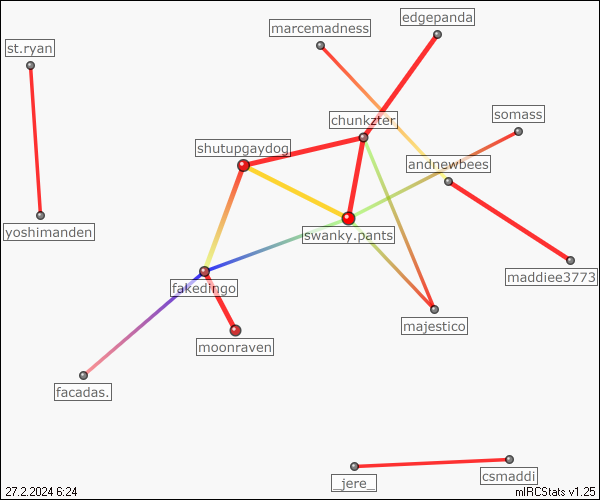 edgepanda
marcemadness
st.ryan
somass
chunkzter
shutupgaydog
andnewbees
yoshimanden
swanky.pants
maddiee3773
fakedingo
majestico
moonraven
facadas.
_jere_
csmaddi
27.2.2024 6:24
mIRCStats v1.25